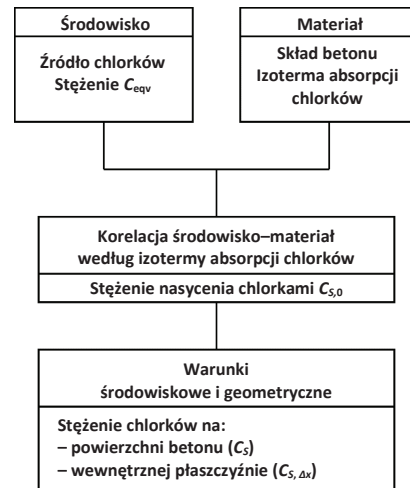 Środowisko
Źródło chlorków
Stężenie Ceqv
Materiał
Skład betonu
Izoterma absorpcji
chlorków
Korelacja środowisko–materiał
według izotermy absorpcji chlorków
Stężenie nasycenia chlorkami CS,0
Warunki
środowiskowe i geometryczne
Stężenie chlorków na:
– powierzchni betonu (CS)
– wewnętrznej płaszczyźnie (CS, Δx)